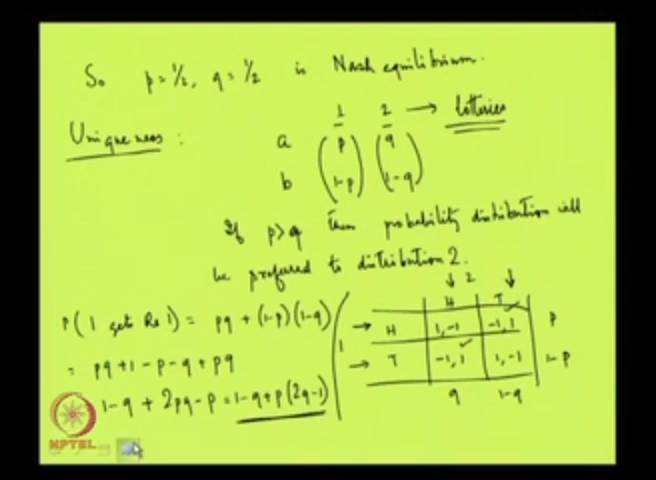 So p = 1/2, q = 1/2 is Nash equilibrium.
1 2 → lotteries
Uniqueness: a (p (q
b 1-p) 1-q)
If p > q then probability distribution will
be preferred to distribution 2.
P(1 gets Re 1) = pq + (1-p)(1-q)
= pq + 1 - p - q + pq
1-q + 2pq - p = 1-q + p(2q-1)
2
H T
1 → H 1, -1 -1, 1 p
→ T -1, 1 1, -1 1-p
q 1-q
NPTEL